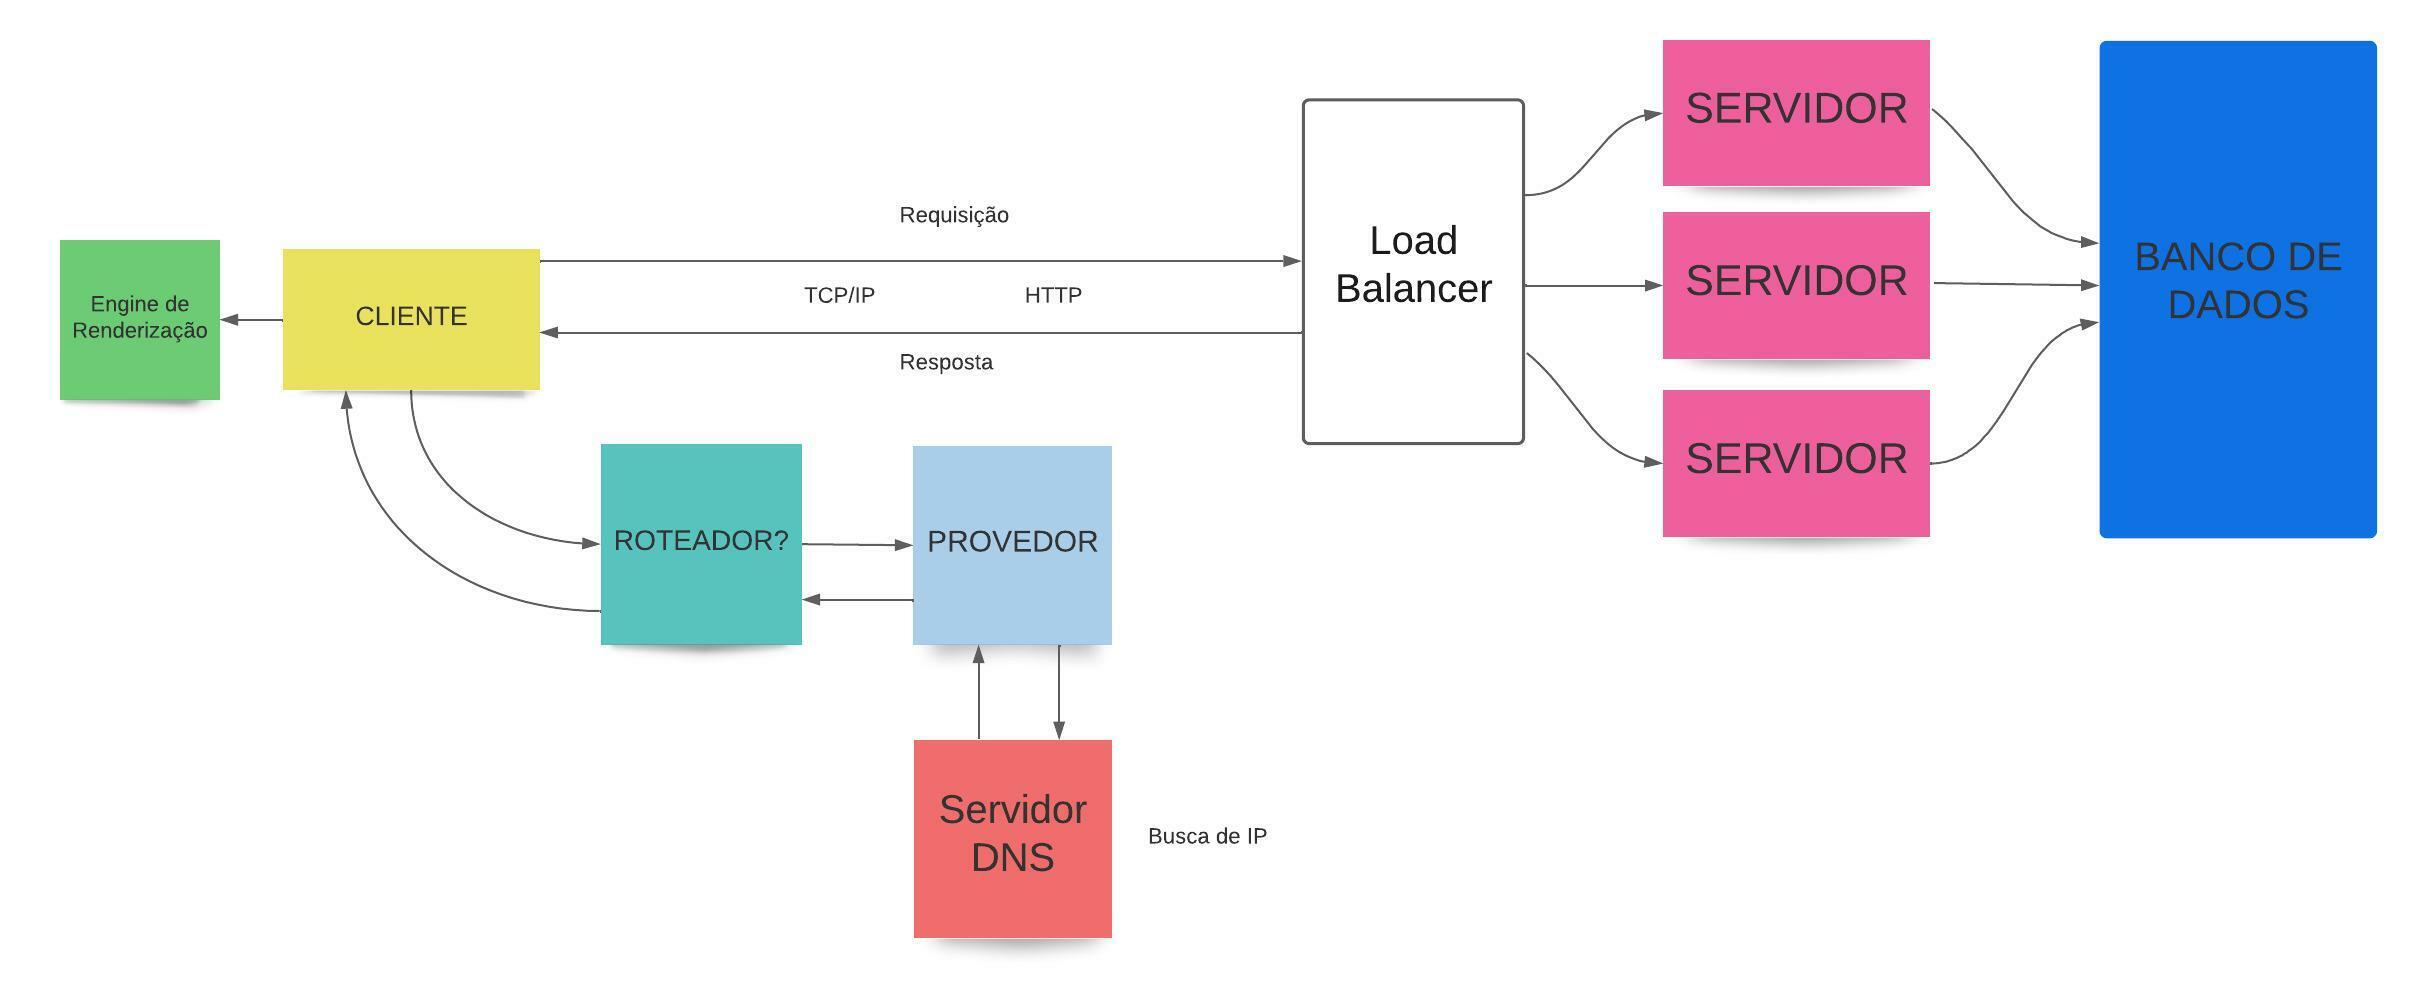 SERVIDOR
Requisição
Load
Balancer
BANCO DE
DADOS
SERVIDOR
Engine de
Renderização
CLIENTE
TCP/IP
HTTP
Resposta
SERVIDOR
ROTEADOR?
PROVEDOR
Servidor
DNS
Busca de IP